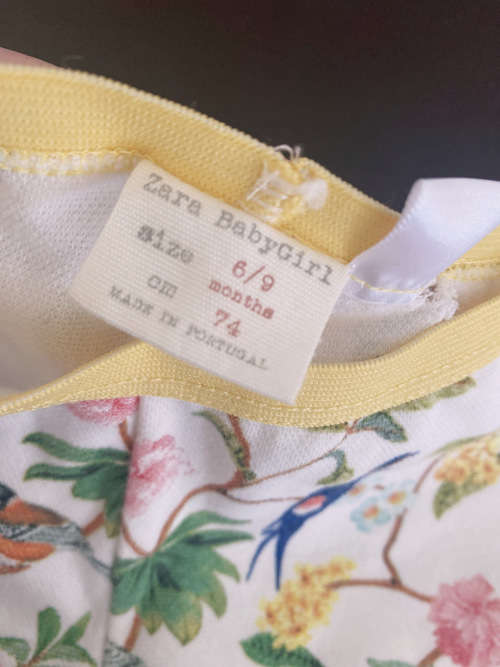 Zara BabyGirl
size 6/9
months
CM 74
MADE IN PORTUGAL